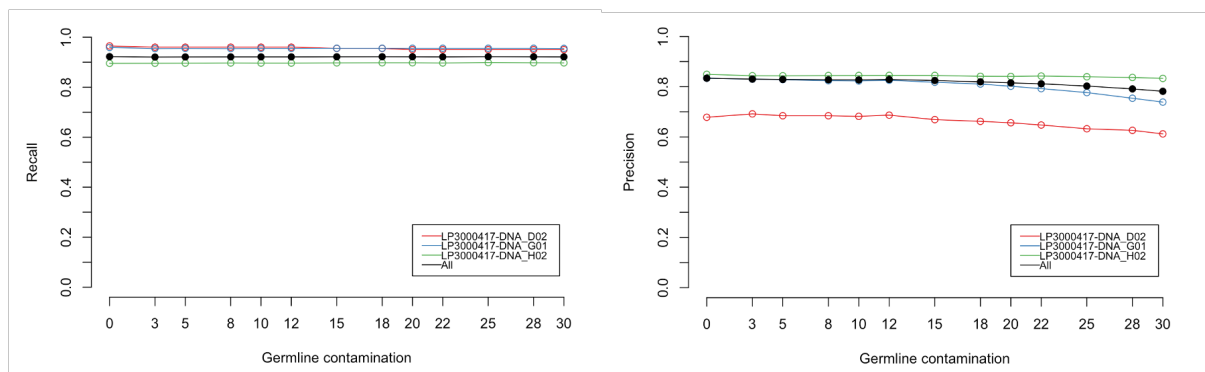 Recall
1.0
0.8
0.6
0.4
0.2
0.0
LP3000417-DNA_D02
LP3000417-DNA_G01
LP3000417-DNA_H02
All
0 3 5 8 10 12 15 18 20 22 25 28 30
Germline contamination
Precision
1.0
0.8
0.6
0.4
0.2
0.0
LP3000417-DNA_D02
LP3000417-DNA_G01
LP3000417-DNA_H02
All
0 3 5 8 10 12 15 18 20 22 25 28 30
Germline contamination